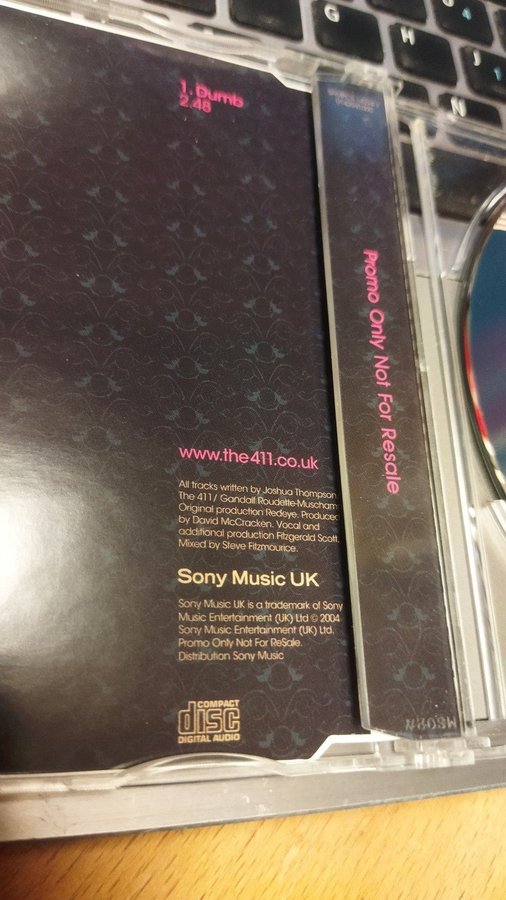 1. Dumb
2.48
Promo Only Not For Resale
www.the411.co.uk
All tracks written by Joshua Thompson
The 411/ Gandall Roudette-Muscham
Original production Redeye. Produced
by David McCracken. Vocal and
additional production Fitzgerald Scott.
Mixed by Steve Fitzmaurice.
Sony Music UK
Sony Music UK is a trademark of Sony
Music Entertainment (UK) Ltd © 2004
Sony Music Entertainment (UK) Ltd.
Promo Only Not For ReSale.
Distribution Sony Music
COMPACT
disc
DIGITAL AUDIO
G
H
J
B
N